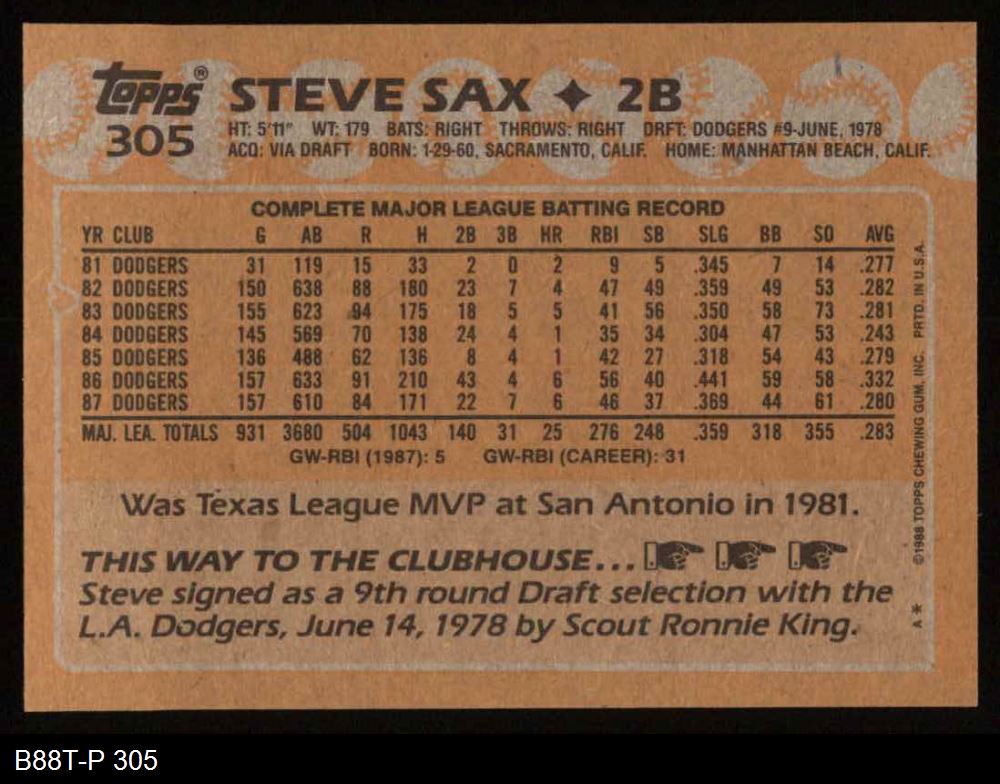 topps® STEVE SAX ✦ 2B
305 HT: 5'11" WT: 179 BATS: RIGHT THROWS: RIGHT DRFT: DODGERS #9-JUNE, 1978
ACQ: VIA DRAFT BORN: 1-29-60, SACRAMENTO, CALIF. HOME: MANHATTAN BEACH, CALIF.
COMPLETE MAJOR LEAGUE BATTING RECORD
YR CLUB G AB R H 2B 3B HR RBI SB SLG BB SO AVG
81 DODGERS 31 119 15 33 2 0 2 9 5 .345 7 14 .277
82 DODGERS 150 638 88 180 23 7 4 47 49 .359 49 53 .282
83 DODGERS 155 623 94 175 18 5 5 41 56 .350 58 73 .281
84 DODGERS 145 569 70 138 24 4 1 35 34 .304 47 53 .243
85 DODGERS 136 488 62 136 8 4 1 42 27 .318 54 43 .279
86 DODGERS 157 633 91 210 43 4 6 56 40 .441 59 58 .332
87 DODGERS 157 610 84 171 22 7 6 46 37 .369 44 61 .280
MAJ. LEA. TOTALS 931 3680 504 1043 140 31 25 276 248 .359 318 355 .283
GW-RBI (1987): 5 GW-RBI (CAREER): 31
Was Texas League MVP at San Antonio in 1981.
THIS WAY TO THE CLUBHOUSE...
Steve signed as a 9th round Draft selection with the
L.A. Dodgers, June 14, 1978 by Scout Ronnie King.
A* ©1988 TOPPS CHEWING GUM, INC. PRTD. IN U.S.A.
B88T-P 305